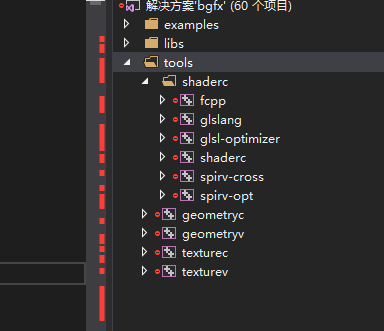 解决方案'bgfx' (60 个项目)
examples
libs
tools
shaderc
fcpp
glslang
glsl-optimizer
shaderc
spirv-cross
spirv-opt
geometryc
geometryv
texturec
texturev